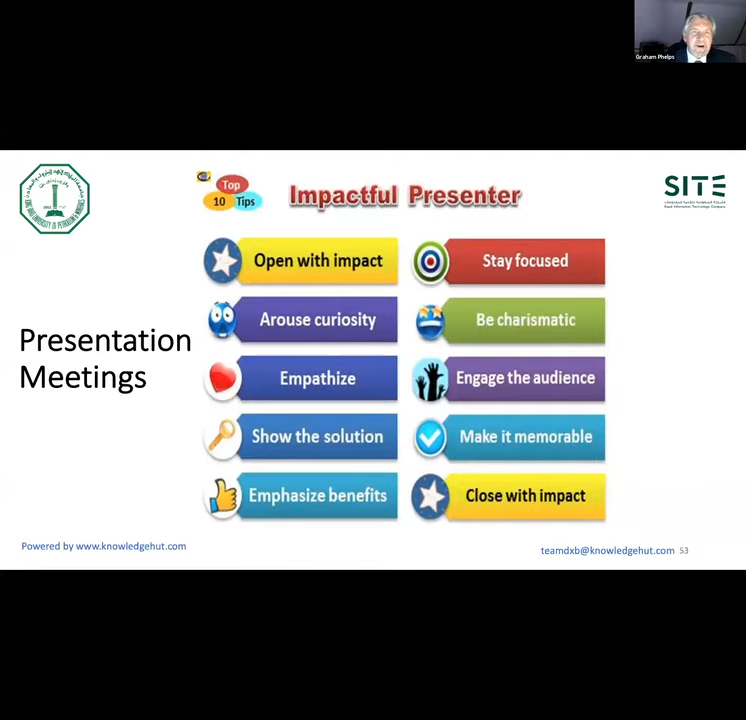 Graham Phelps
Top
10 Tips
Impactful Presenter
SITE
Presentation
Meetings
Open with impact
Arouse curiosity
Empathize
Show the solution
Emphasize benefits
Stay focused
Be charismatic
Engage the audience
Make it memorable
Close with impact
Powered by www.knowledgehut.com
teamdxb@knowledgehut.com 53